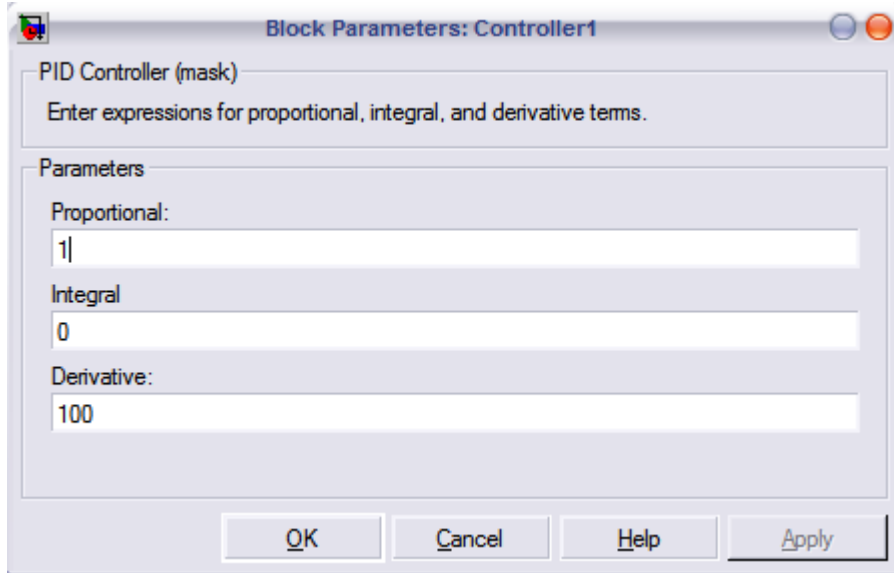 Block Parameters: Controller1
PID Controller (mask)
Enter expressions for proportional, integral, and derivative terms.
Parameters
Proportional:
1
Integral
0
Derivative:
100
OK Cancel Help Apply